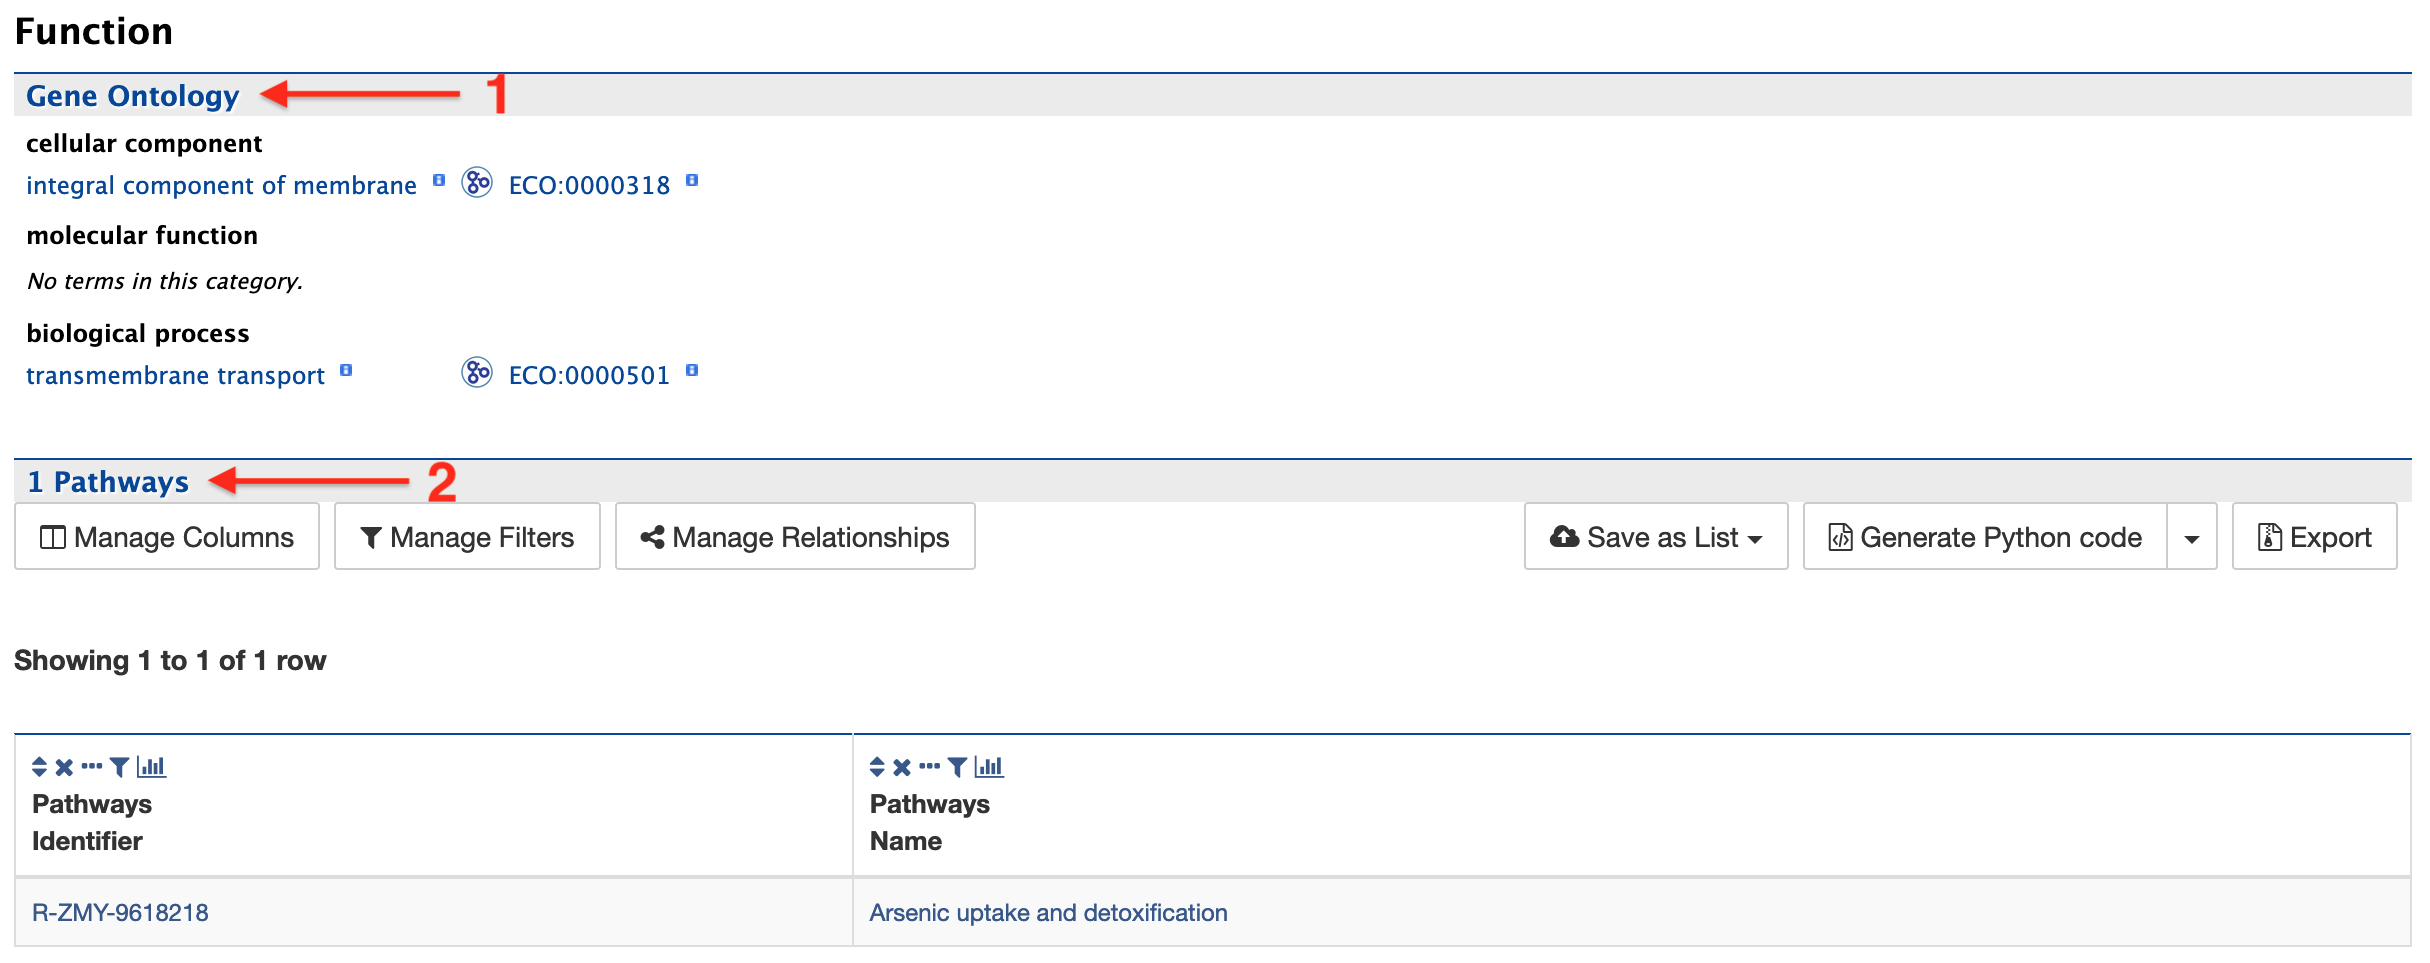 Function
Gene Ontology 1
cellular component
integral component of membrane ECO:0000318
molecular function
No terms in this category.
biological process
transmembrane transport ECO:0000501
1 Pathways 2
Manage Columns Manage Filters Manage Relationships Save as List Generate Python code Export
Showing 1 to 1 of 1 row
Pathways Pathways
Identifier Name
R-ZMY-9618218 Arsenic uptake and detoxification